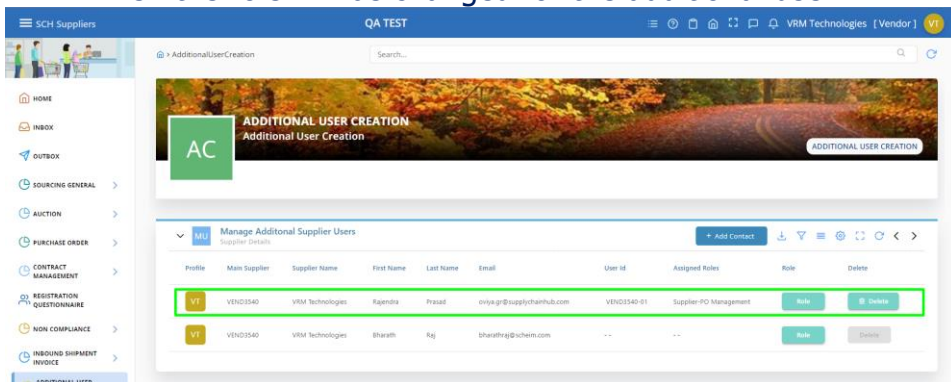 SCH Suppliers
QA TEST
VRM Technologies [ Vendor ]
VT
> AdditionalUserCreation
Search...
HOME
INBOX
OUTBOX
SOURCING GENERAL
AUCTION
PURCHASE ORDER
CONTRACT
MANAGEMENT
REGISTRATION
QUESTIONNAIRE
NON COMPLIANCE
INBOUND SHIPMENT
INVOICE
AC
ADDITIONAL USER CREATION
Additional User Creation
ADDITIONAL USER CREATION
MU
Manage Additonal Supplier Users
Supplier Details
+ Add Contact
Profile Main Supplier Supplier Name First Name Last Name Email User Id Assigned Roles Role Delete
VT VEND3540 VRM Technologies Rajendra Prasad oviya.gr@supplychainhub.com VEND3540-01 Supplier-PO Management Role Delete
VT VEND3540 VRM Technologies Bharath Raj bharathraj@scheim.com - - - - Role Delete